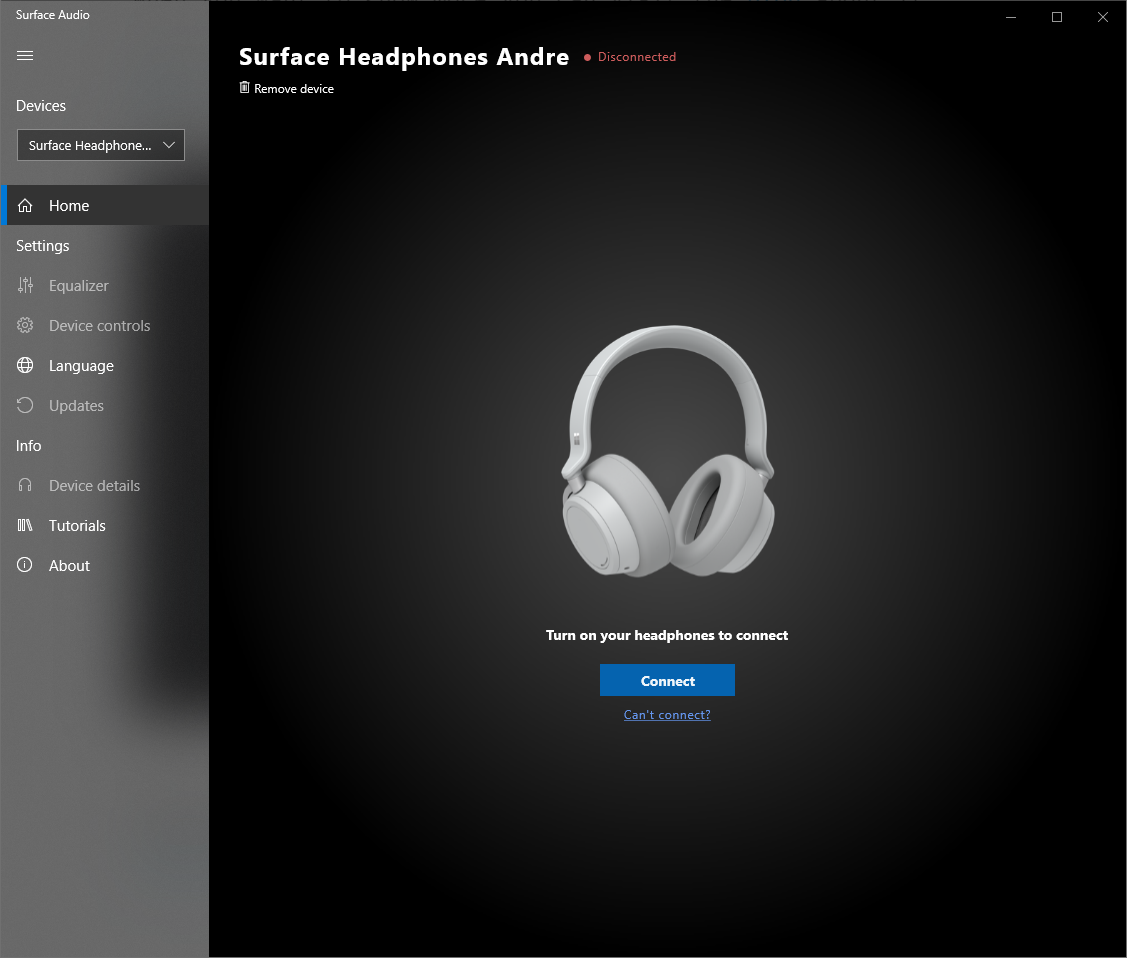 Surface Audio
Devices
Surface Headphone...
Home
Settings
Equalizer
Device controls
Language
Updates
Info
Device details
Tutorials
About
Surface Headphones Andre
Disconnected
Remove device
Turn on your headphones to connect
Connect
Can't connect?